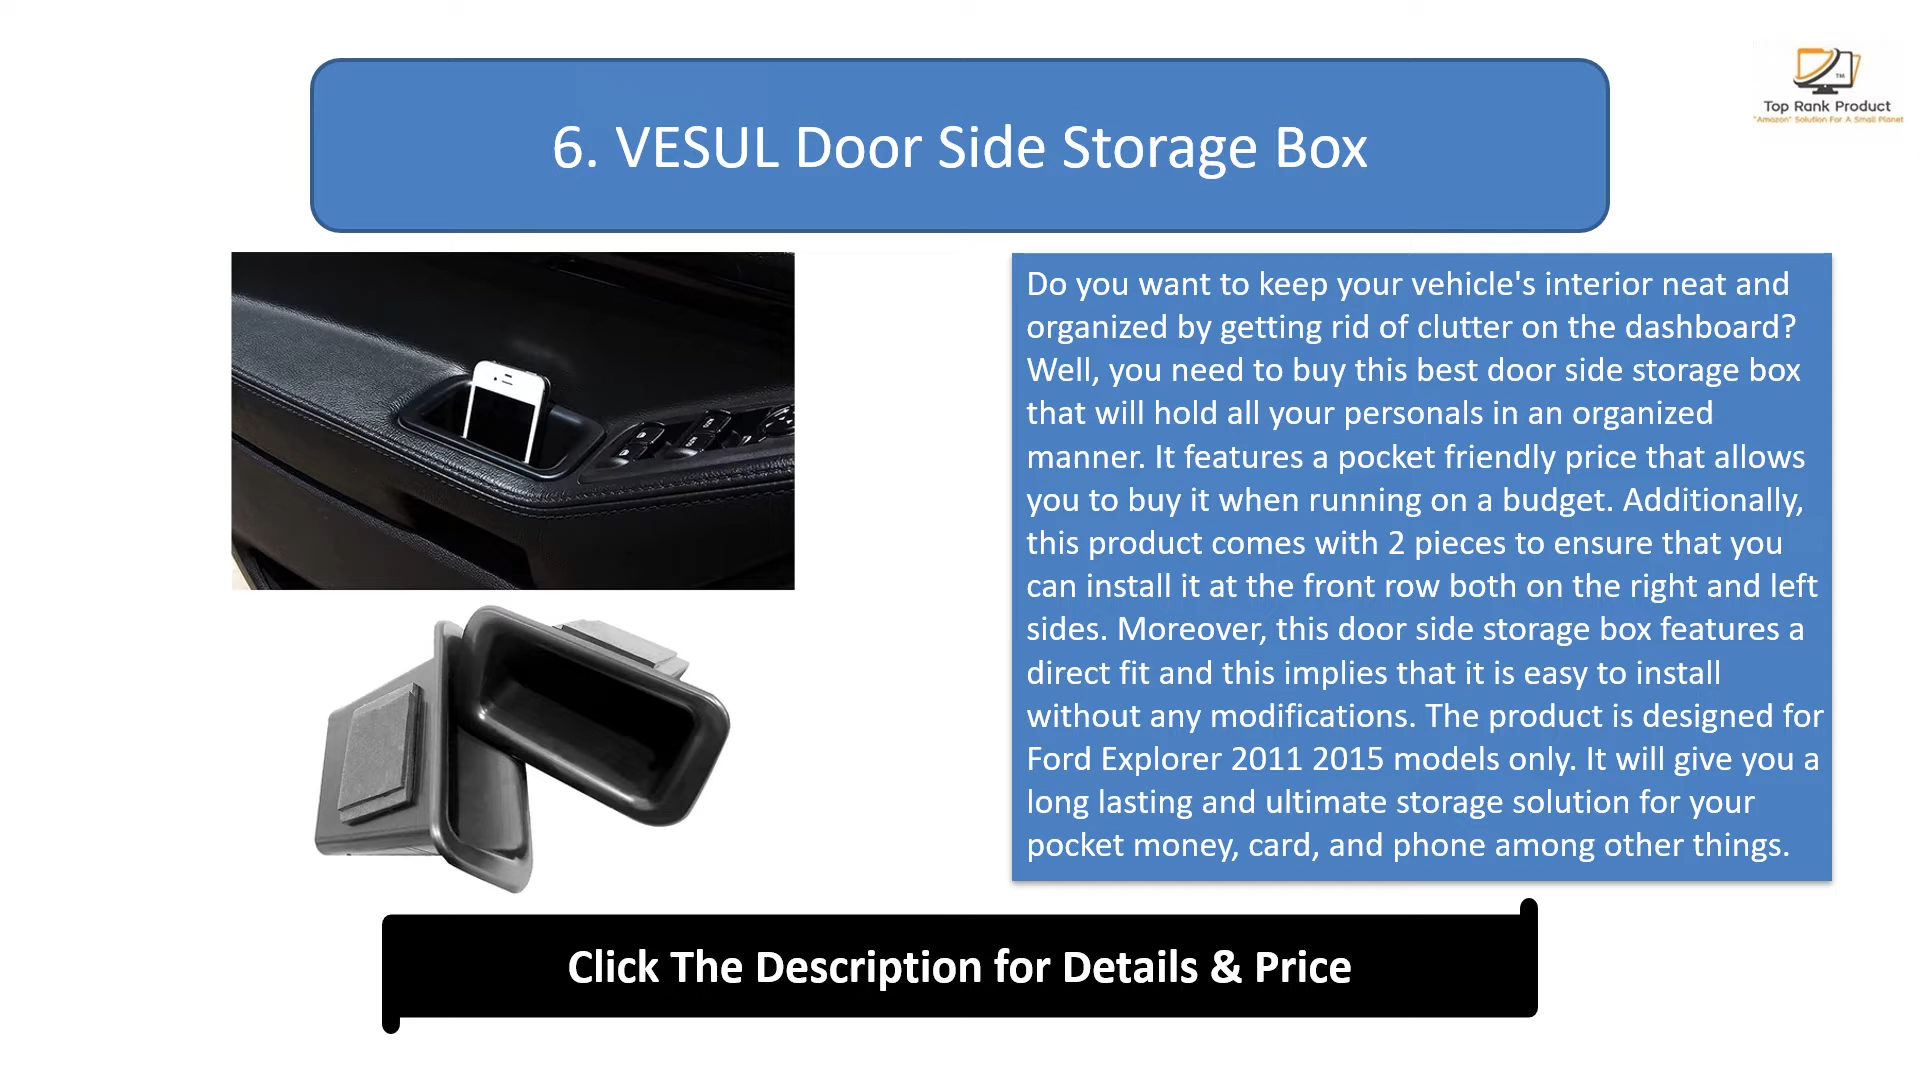 Top Rank Product
"Amazon" Solution For A Small Planet
TM
6. VESUL Door Side Storage Box
Do you want to keep your vehicle's interior neat and
organized by getting rid of clutter on the dashboard?
Well, you need to buy this best door side storage box
that will hold all your personals in an organized
manner. It features a pocket friendly price that allows
you to buy it when running on a budget. Additionally,
this product comes with 2 pieces to ensure that you
can install it at the front row both on the right and left
sides. Moreover, this door side storage box features a
direct fit and this implies that it is easy to install
without any modifications. The product is designed for
Ford Explorer 2011 2015 models only. It will give you a
long lasting and ultimate storage solution for your
pocket money, card, and phone among other things.
Click The Description for Details & Price